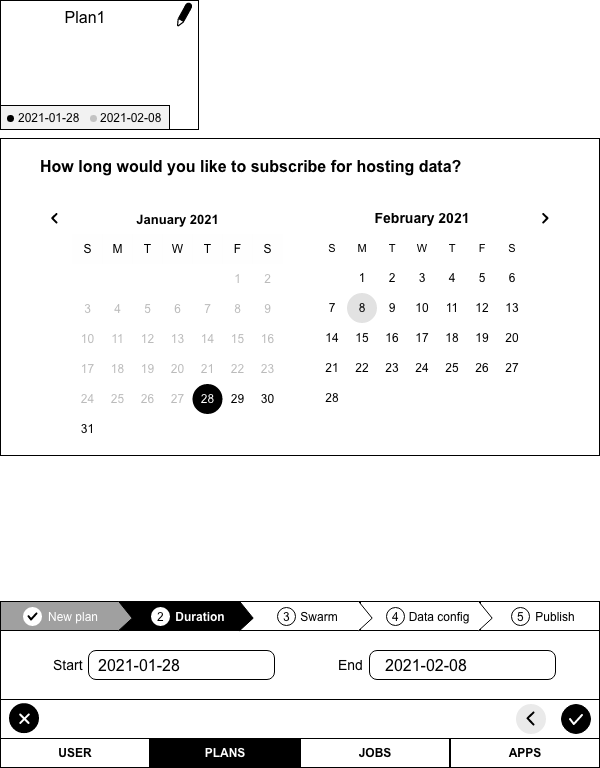 Plan1
2021-01-28 2021-02-08
How long would you like to subscribe for hosting data?
January 2021
S M T W T F S
1 2
3 4 5 6 7 8 9
10 11 12 13 14 15 16
17 18 19 20 21 22 23
24 25 26 27 28 29 30
31
February 2021
S M T W T F S
1 2 3 4 5 6
7 8 9 10 11 12 13
14 15 16 17 18 19 20
21 22 23 24 25 26 27
28
New plan 2 Duration 3 Swarm 4 Data config 5 Publish
Start 2021-01-28 End 2021-02-08
USER PLANS JOBS APPS